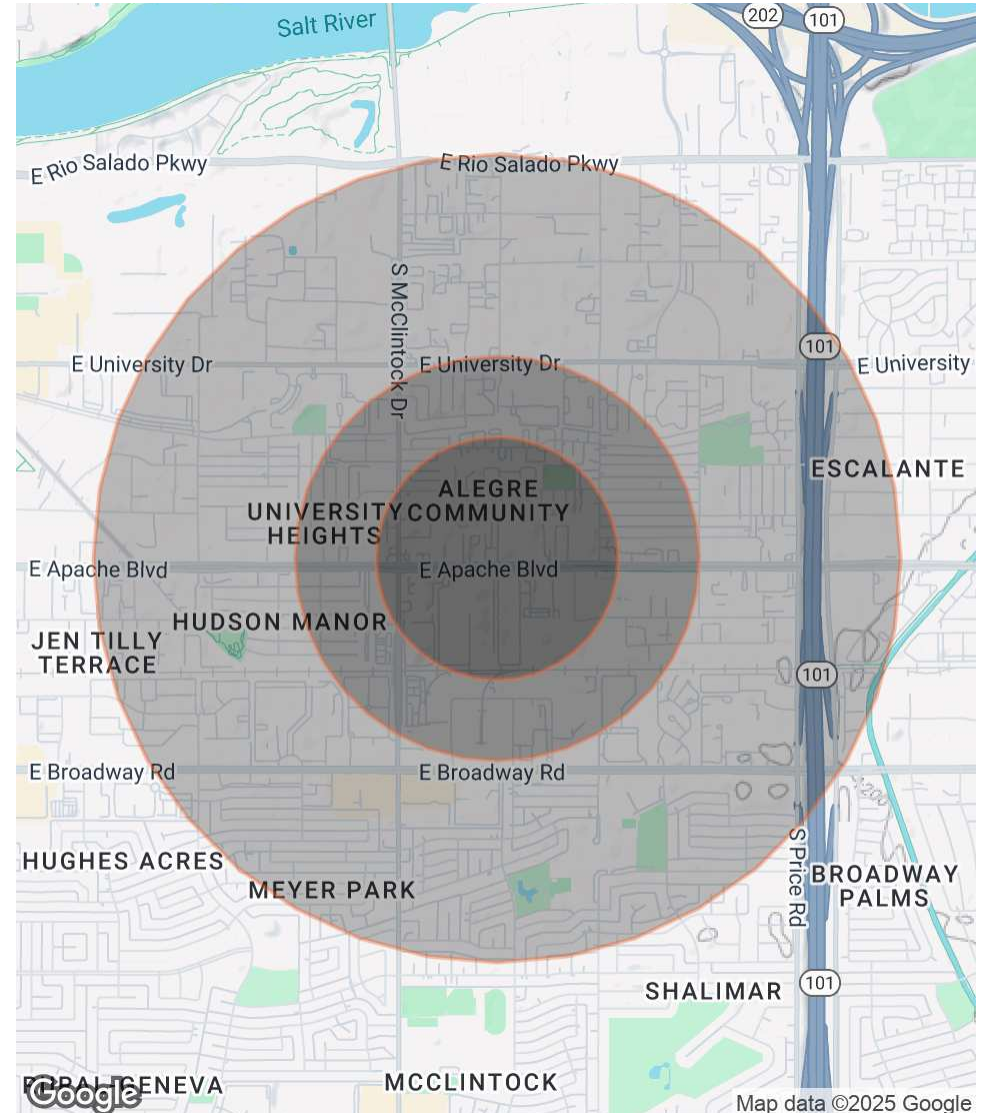 202
101
Salt River
E Rio Salado Pkwy
E Rio Salado Pkwy
S McClintock Dr
101
E University Dr
E University Dr
E University
ESCALANTE
ALEGRE
COMMUNITY
UNIVERSITY
HEIGHTS
E Apache Blvd
E Apache Blvd
HUDSON MANOR
JEN TILLY
TERRACE
101
E Broadway Rd
E Broadway Rd
1200
S Price Rd
HUGHES ACRES
MEYER PARK
BROADWAY
PALMS
SHALIMAR
101
GENEVA
MCCLINTOCK
Google
Map data ©2025 Google